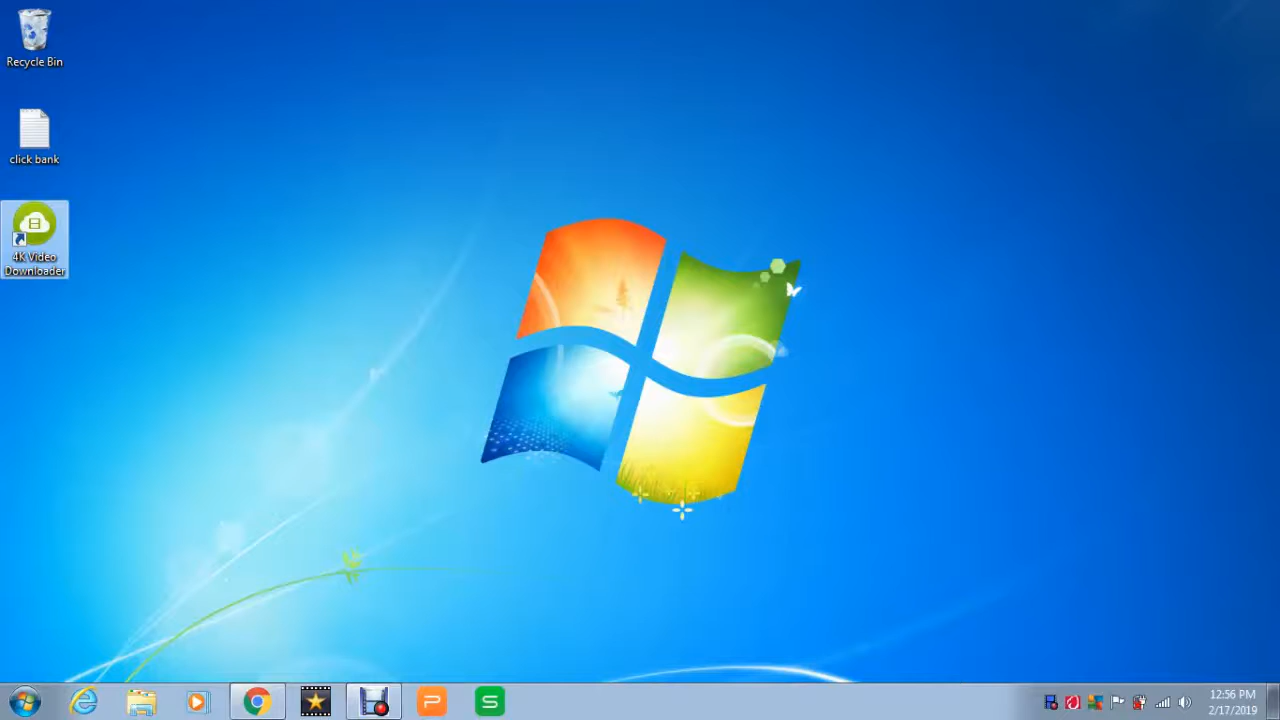 Recycle Bin
click bank
4K Video
Downloader
P
S
12:56 PM
2/17/2019